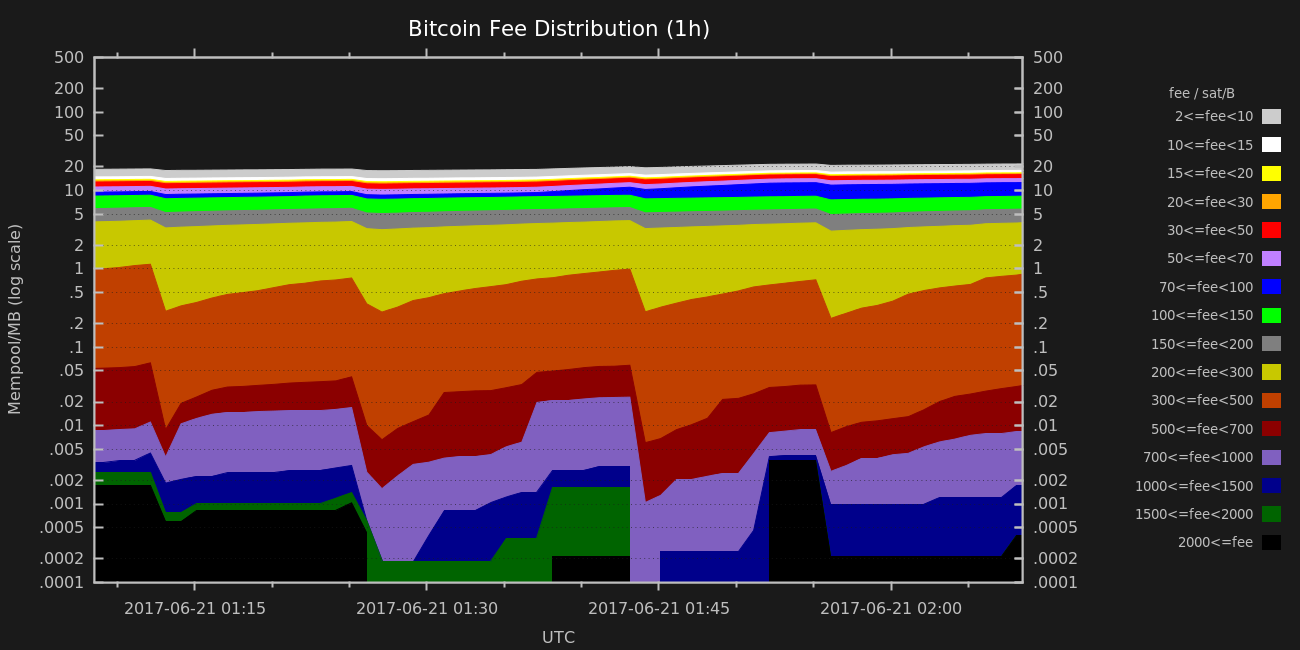 Bitcoin Fee Distribution (1h)
500
200
100
50
20
10
5
2
1
.5
.2
.1
.05
.02
.01
.005
.002
.001
.0005
.0002
.0001
Mempool/MB (log scale)
500
200
100
50
20
10
5
2
1
.5
.2
.1
.05
.02
.01
.005
.002
.001
.0005
.0002
.0001
2017-06-21 01:15
2017-06-21 01:30
2017-06-21 01:45
2017-06-21 02:00
UTC
fee / sat/B
2<=fee<10
10<=fee<15
15<=fee<20
20<=fee<30
30<=fee<50
50<=fee<70
70<=fee<100
100<=fee<150
150<=fee<200
200<=fee<300
300<=fee<500
500<=fee<700
700<=fee<1000
1000<=fee<1500
1500<=fee<2000
2000<=fee